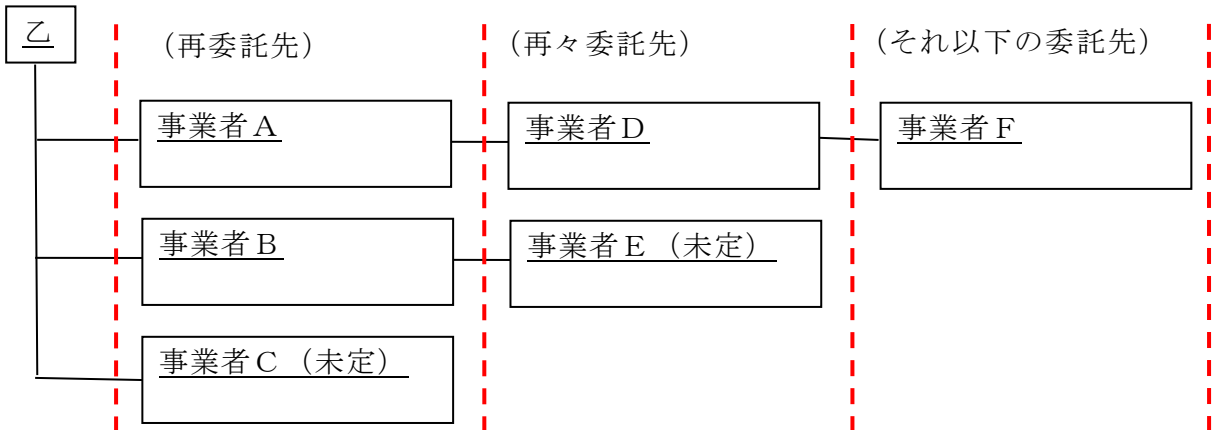 乙
（再委託先）
（再々委託先）
（それ以下の委託先）
事業者Ａ
事業者Ｄ
事業者Ｆ
事業者Ｂ
事業者Ｅ（未定）
事業者Ｃ（未定）